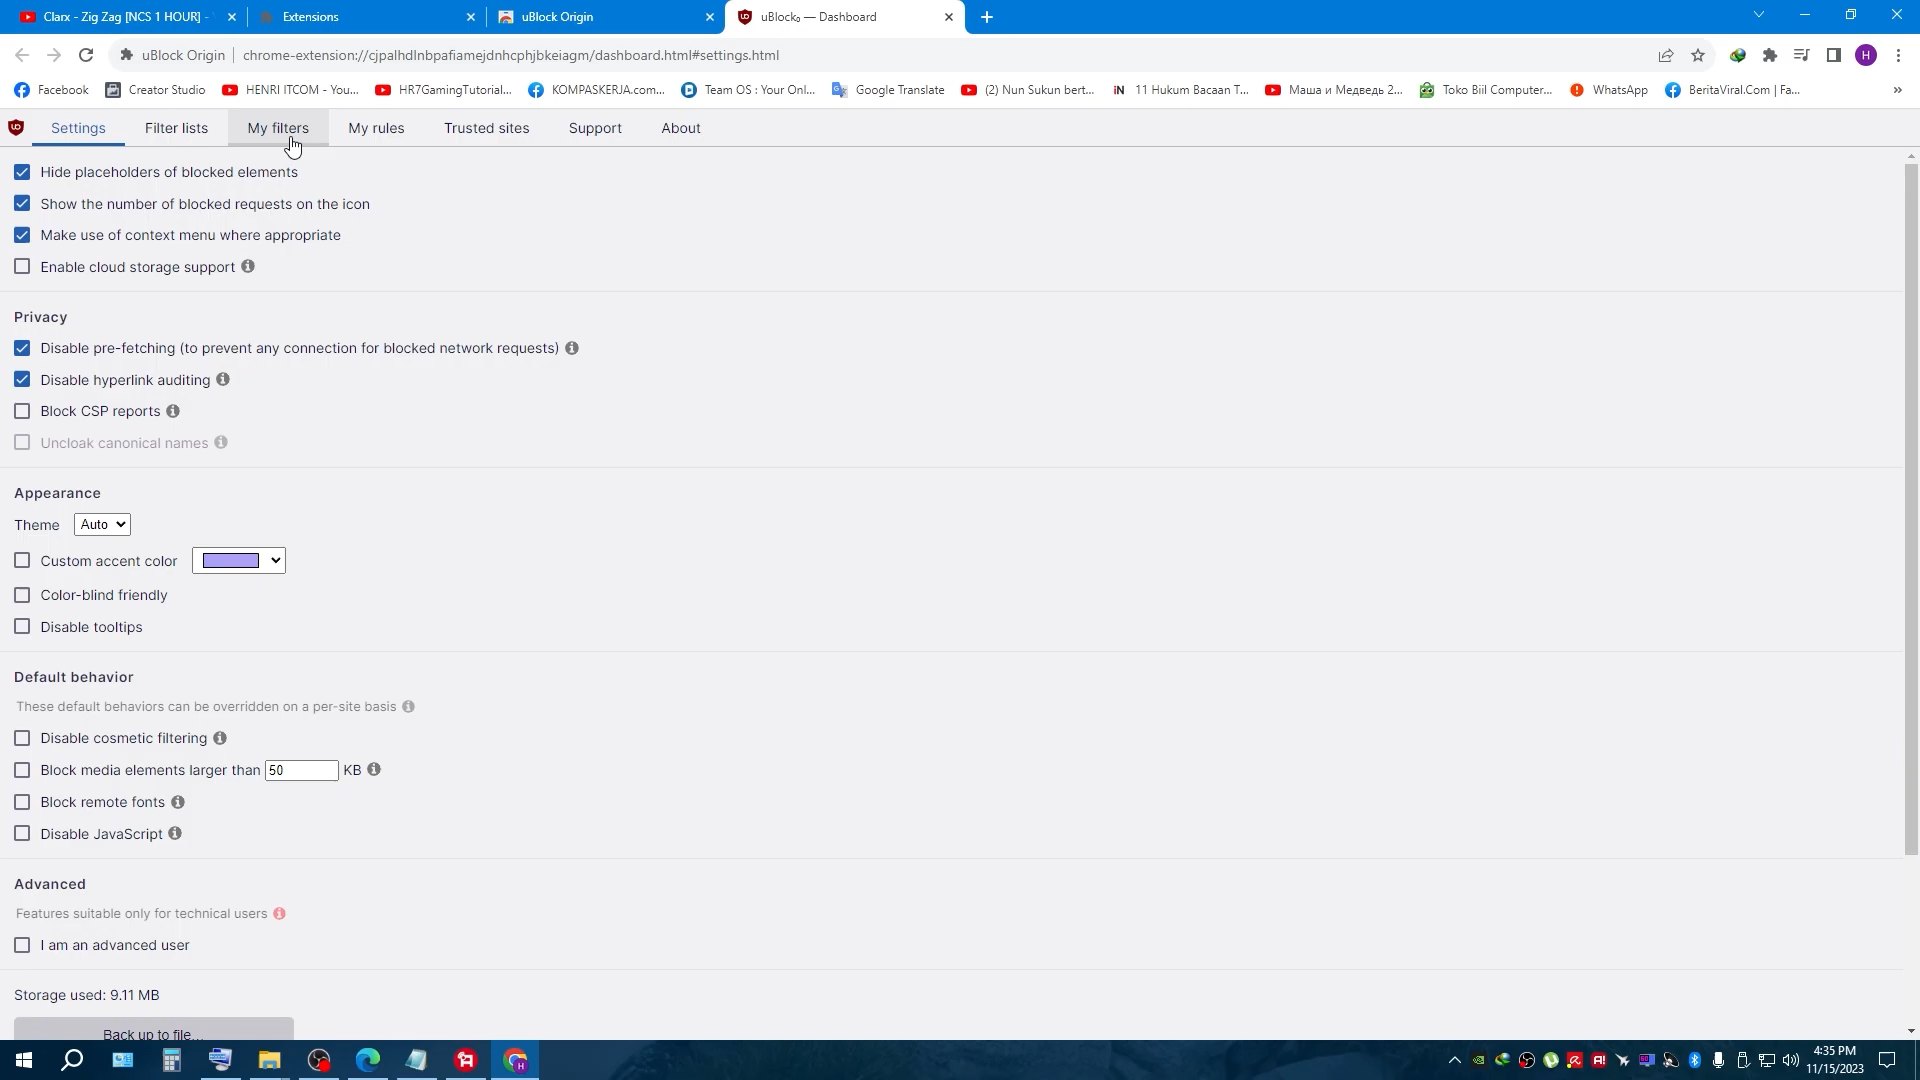 Clarx - Zig Zag [NCS 1 HOUR] -
Extensions
uBlock Origin
uBlock₀ — Dashboard
uBlock Origin
chrome-extension://cjpalhdlnbpafiamejdnhcphjbkeiagm/dashboard.html#settings.html
H
Facebook
Creator Studio
HENRI ITCOM - You...
HR7GamingTutorial...
KOMPASKERJA.com...
Team OS : Your Onl...
Google Translate
(2) Nun Sukun bert...
iN
11 Hukum Bacaan T...
Маша и Медведь 2...
Toko Biil Computer...
WhatsApp
BeritaViral.Com | Fa...
»
Settings
Filter lists
My filters
My rules
Trusted sites
Support
About
Hide placeholders of blocked elements
Show the number of blocked requests on the icon
Make use of context menu where appropriate
Enable cloud storage support
Privacy
Disable pre-fetching (to prevent any connection for blocked network requests)
Disable hyperlink auditing
Block CSP reports
Uncloak canonical names
Appearance
Theme Auto
Custom accent color
Color-blind friendly
Disable tooltips
Default behavior
These default behaviors can be overridden on a per-site basis
Disable cosmetic filtering
Block media elements larger than 50 KB
Block remote fonts
Disable JavaScript
Advanced
Features suitable only for technical users
I am an advanced user
Storage used: 9.11 MB
Back up to file...
4:35 PM
11/15/2023